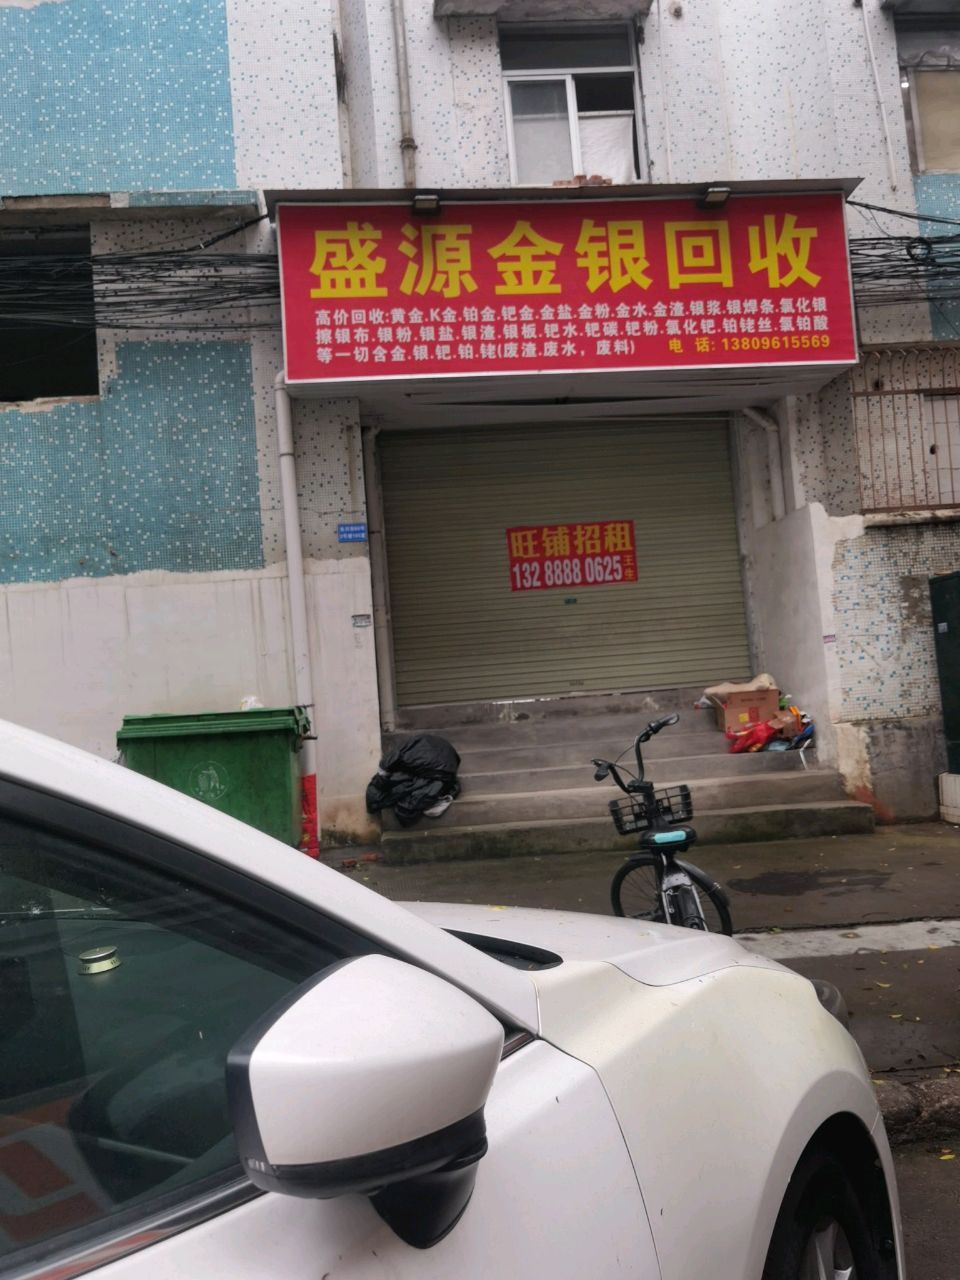 盛源金银回收
高价回收:黄金.K金.铂金.钯金.金盐.金粉.金水.金渣.银浆.银焊条.氯化银
擦银布.银粉.银盐.银渣.银板.钯水.钯碳.钯粉.氯化钯.铂铑丝.氯铂酸
等一切含金.银.钯.铂.铑(废渣.废水，废料) 电 话: 13809615569
旺铺招租
132 8888 0625 王生